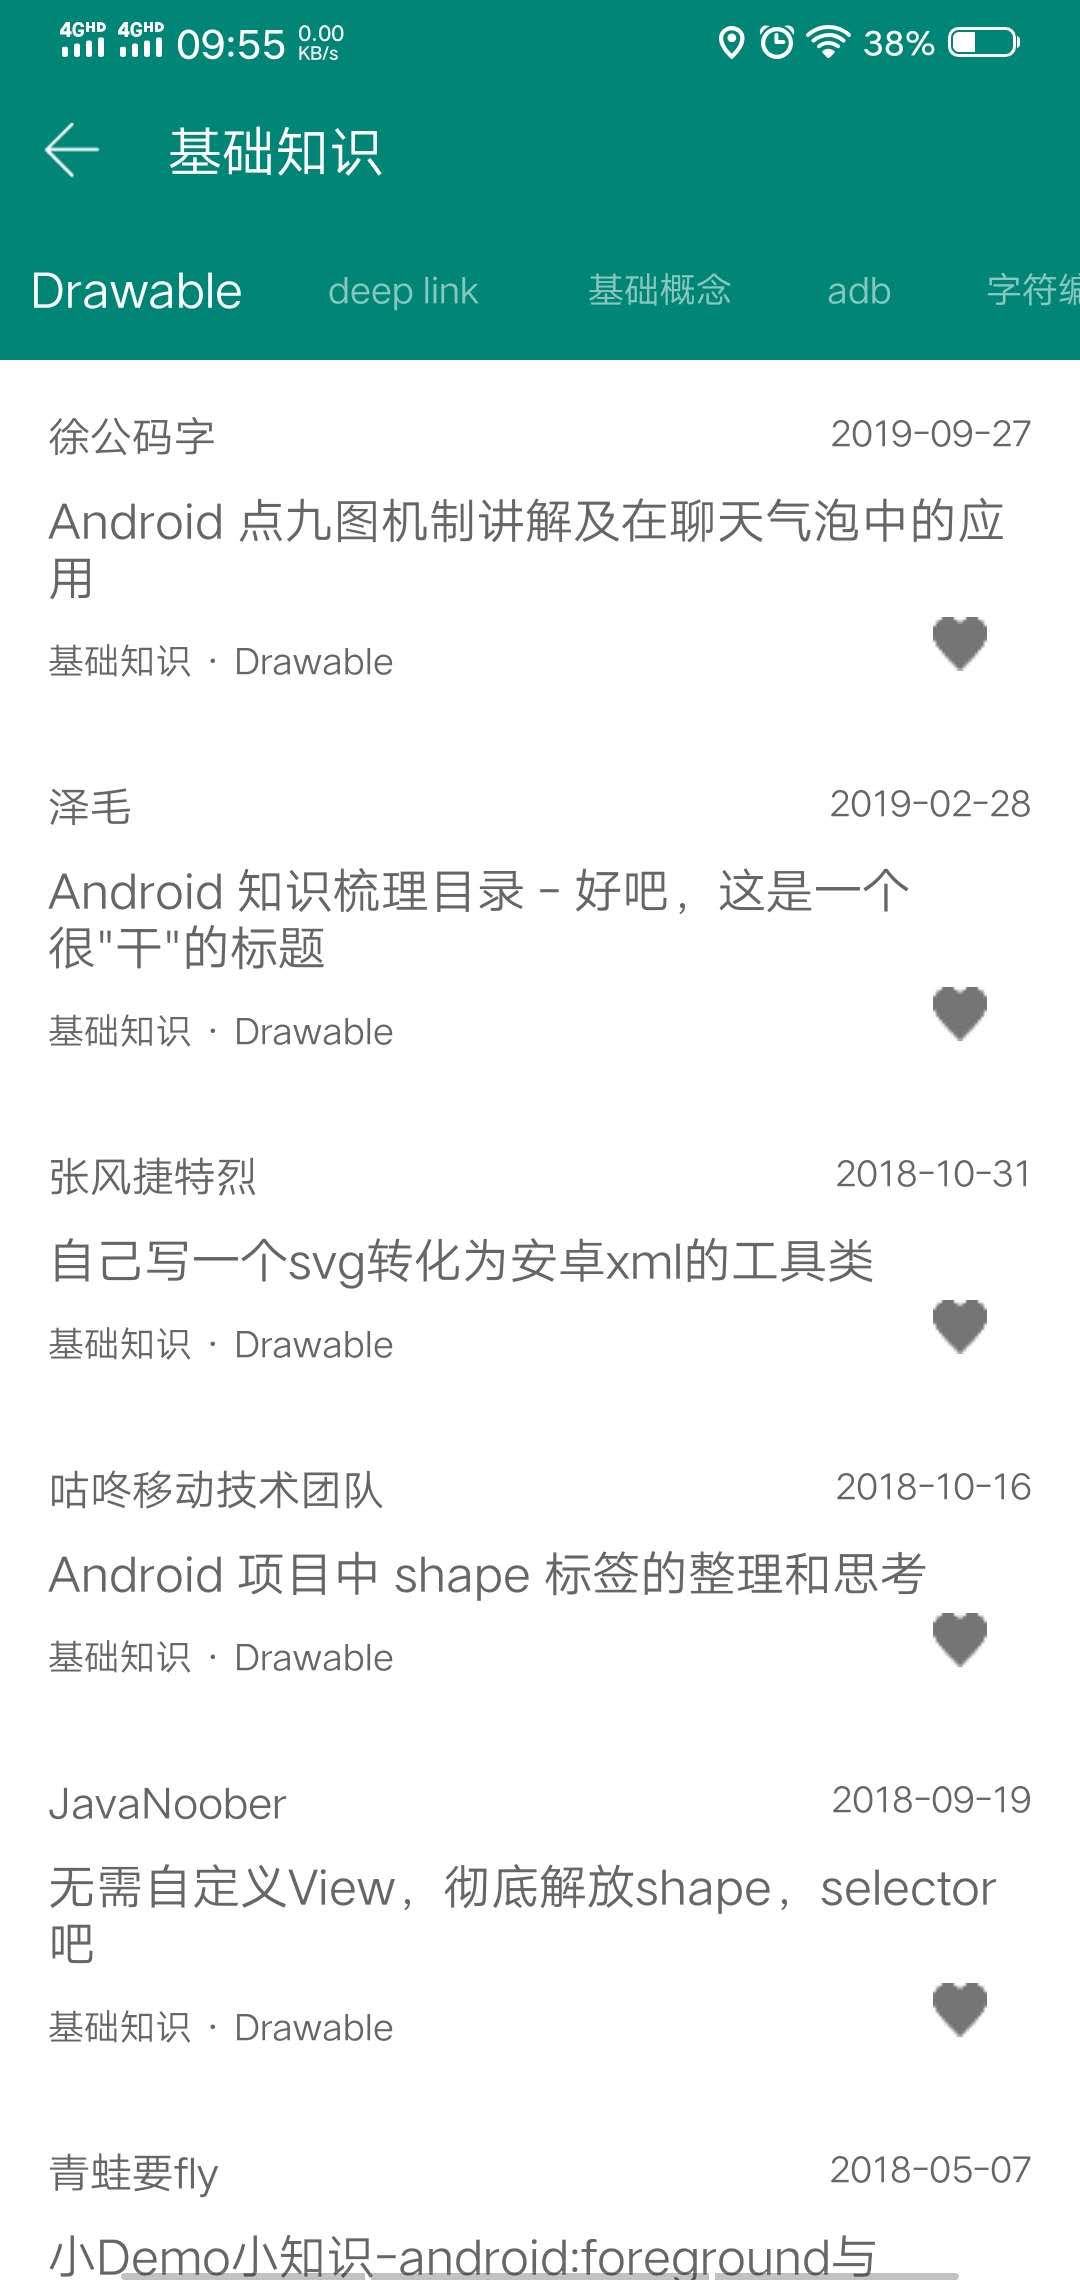 4GHD 4GHD 09:55 0.00 KB/s 38%
基础知识
Drawable deep link 基础概念 adb 字符编
徐公码字 2019-09-27
Android 点九图机制讲解及在聊天气泡中的应
用
基础知识 · Drawable
泽毛 2019-02-28
Android 知识梳理目录 - 好吧，这是一个
很"干"的标题
基础知识 · Drawable
张风捷特烈 2018-10-31
自己写一个svg转化为安卓xml的工具类
基础知识 · Drawable
咕咚移动技术团队 2018-10-16
Android 项目中 shape 标签的整理和思考
基础知识 · Drawable
JavaNoober 2018-09-19
无需自定义View，彻底解放shape，selector
吧
基础知识 · Drawable
青蛙要fly 2018-05-07
小Demo小知识-android:foreground与